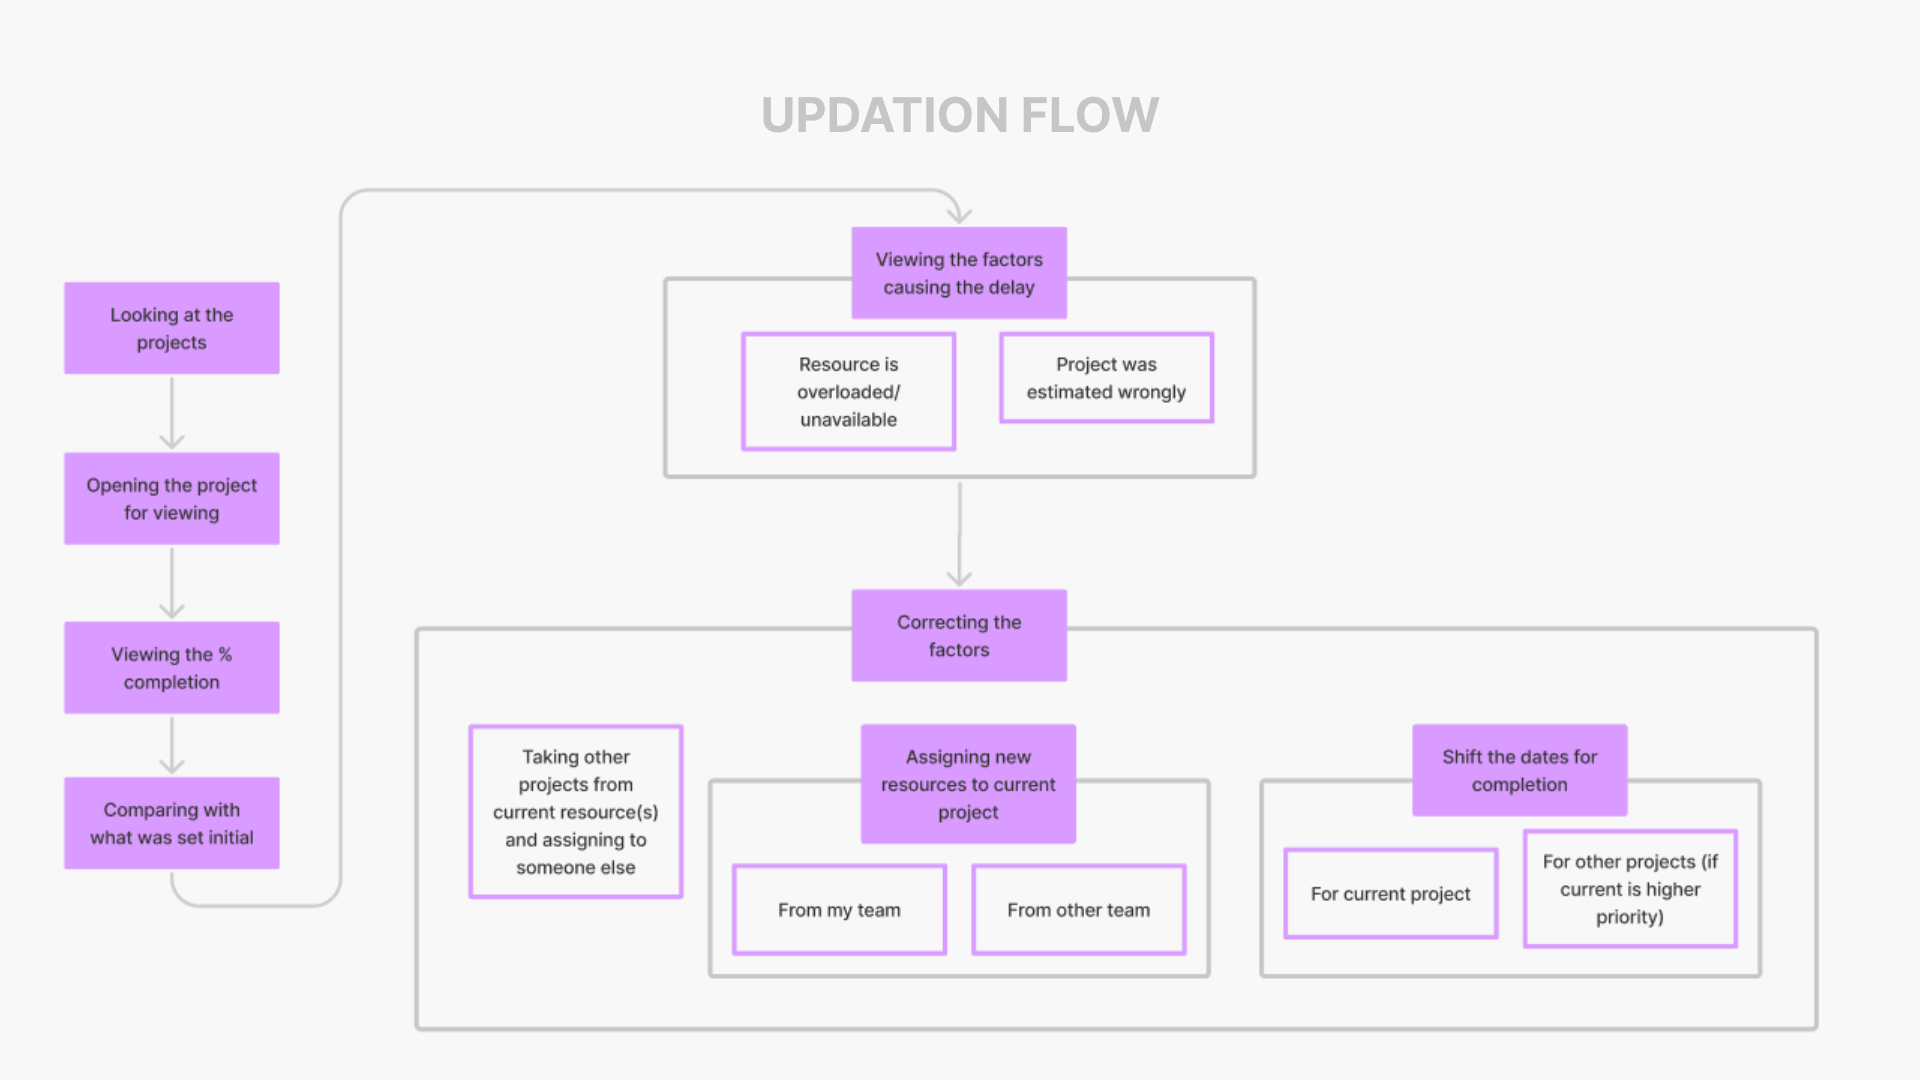 UPDATION FLOW
Looking at the
projects
Opening the project
for viewing
Viewing the %
completion
Comparing with
what was set initial
Viewing the factors
causing the delay
Resource is
overloaded/
unavailable
Project was
estimated wrongly
Correcting the
factors
Taking other
projects from
current resource(s)
and assigning to
someone else
Assigning new
resources to current
project
From my team
From other team
Shift the dates for
completion
For current project
For other projects (if
current is higher
priority)